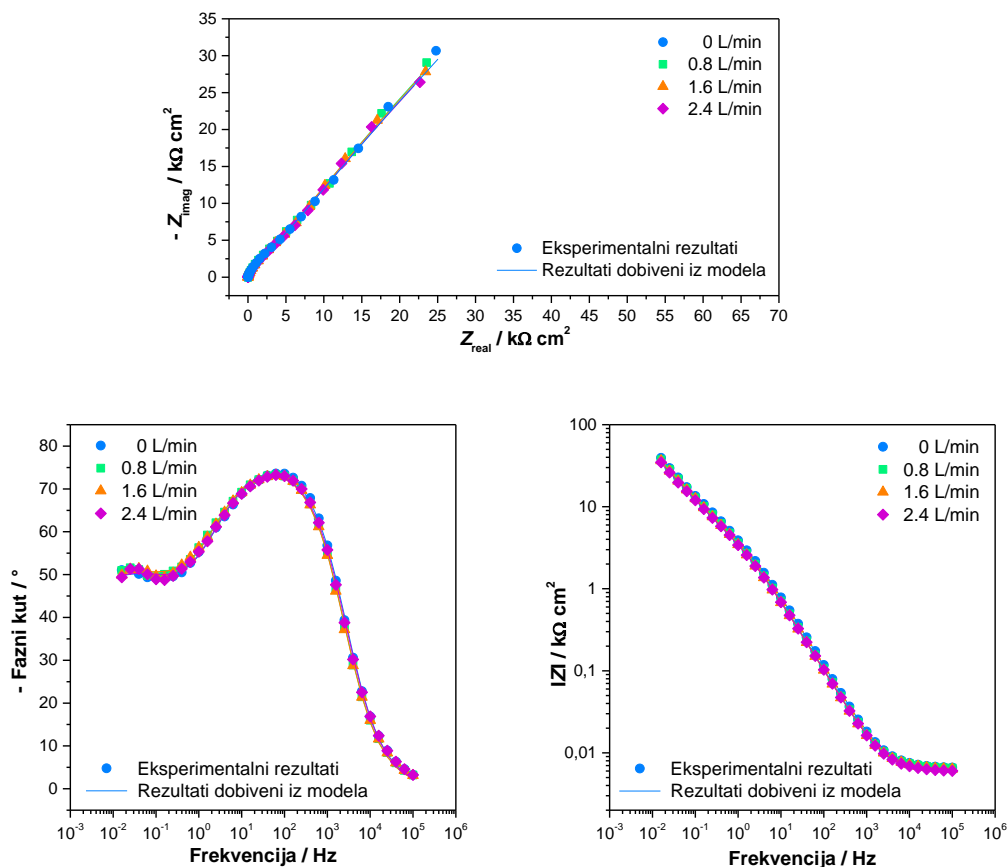 35
30
25
20
15
10
5
0
- Zimag / kΩ cm²
0 L/min
0.8 L/min
1.6 L/min
2.4 L/min
Eksperimentalni rezultati
Rezultati dobiveni iz modela
0 5 10 15 20 25 30 35 40 45 50 55 60 65 70
Zreal / kΩ cm²
80
70
60
50
40
30
20
10
0
- Fazni kut / °
0 L/min
0.8 L/min
1.6 L/min
2.4 L/min
Eksperimentalni rezultati
Rezultati dobiveni iz modela
10⁻³ 10⁻² 10⁻¹ 10⁰ 10¹ 10² 10³ 10⁴ 10⁵ 10⁶
Frekvencija / Hz
100
10
1
0,1
0,01
|Z| / kΩ cm²
0 L/min
0.8 L/min
1.6 L/min
2.4 L/min
Eksperimentalni rezultati
Rezultati dobiveni iz modela
10⁻³ 10⁻² 10⁻¹ 10⁰ 10¹ 10² 10³ 10⁴ 10⁵ 10⁶
Frekvencija / Hz